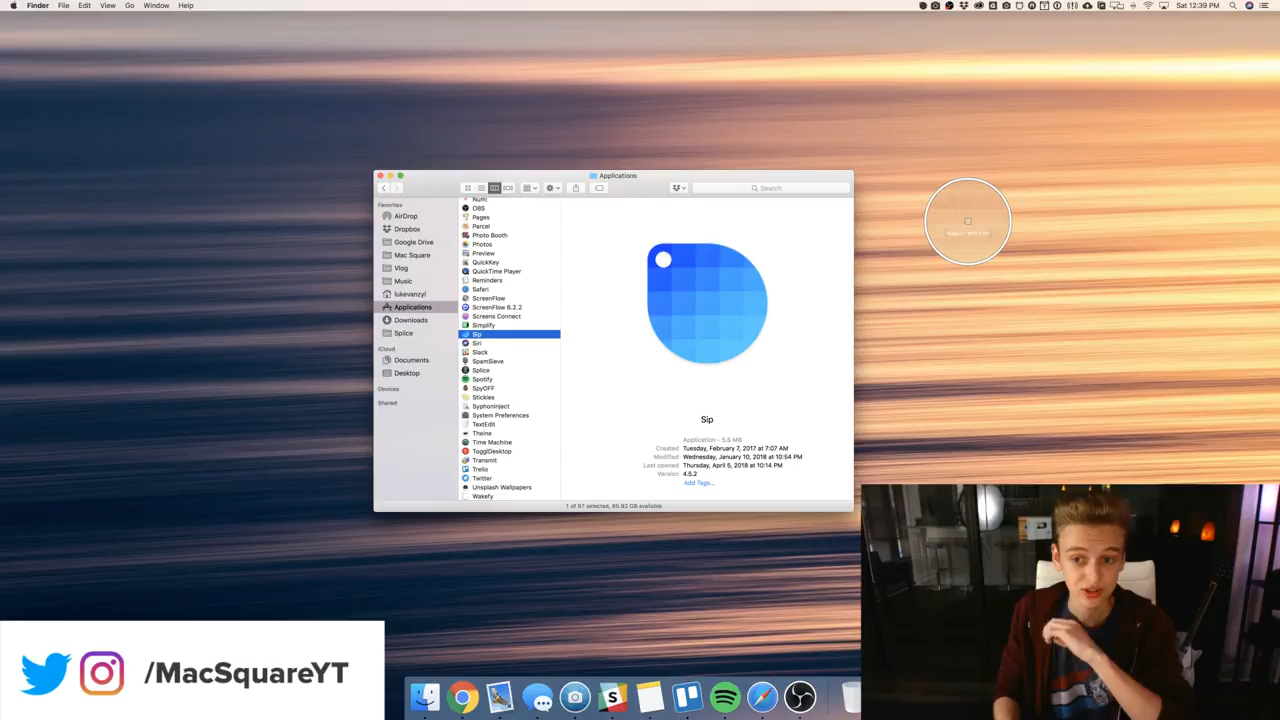 Finder File Edit View Go Window Help
Sat 12:39 PM
Applications
Search
Favorites
AirDrop
Dropbox
Google Drive
Mac Square
Vlog
Music
lukevanzyl
Applications
Downloads
Splice
iCloud
Documents
Desktop
Devices
Shared
Numi
OBS
Pages
Parcel
Photo Booth
Photos
Preview
QuickKey
QuickTime Player
Reminders
Safari
ScreenFlow
ScreenFlow 6.2.2
Screens Connect
Simplify
Sip
Siri
Slack
SpamSieve
Splice
Spotify
SpyOFF
Stickies
SyphonInject
System Preferences
TextEdit
Theine
Time Machine
TogglDesktop
Transmit
Trello
Twitter
Unsplash Wallpapers
Wakefy
Sip
Application - 5.5 MB
Created Tuesday, February 7, 2017 at 7:07 AM
Modified Wednesday, January 10, 2018 at 10:54 PM
Last opened Thursday, April 5, 2018 at 10:14 PM
Version 4.5.2
Add Tags...
1 of 97 selected, 85.92 GB available
/MacSquareYT